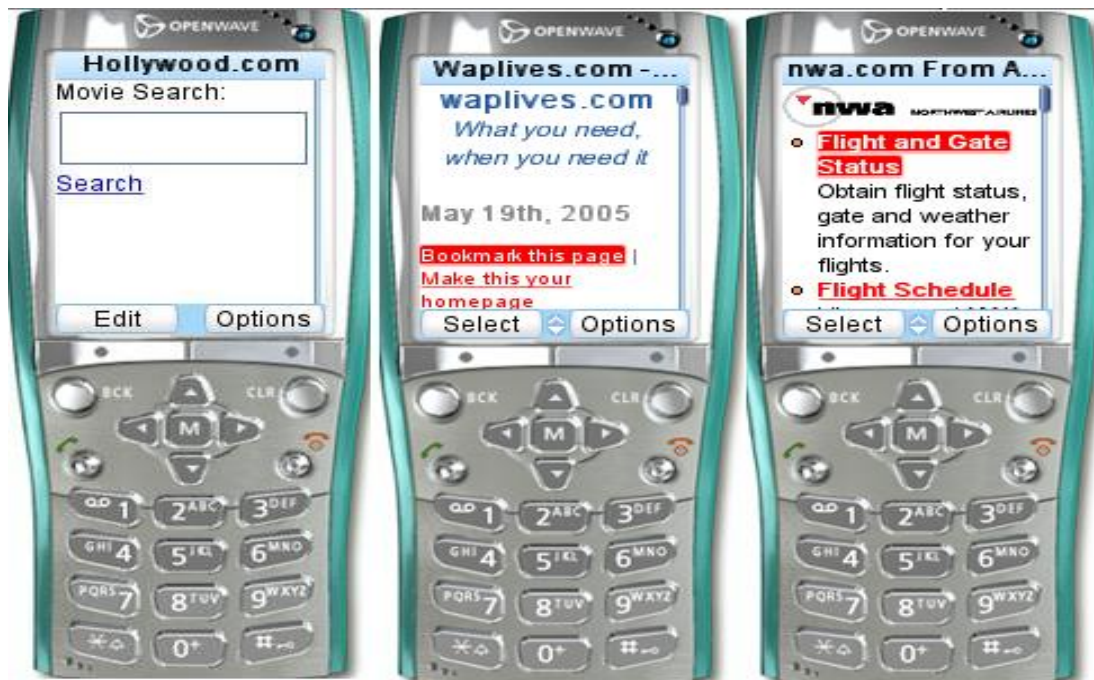 OPENWAVE
Hollywood.com
Movie Search:
Search
Edit Options
BCK CLR
M
1 2ABC 3DEF
GHI4 5JKL 6MNO
PQRS7 8TUV 9WXYZ
* 0+ #
OPENWAVE
Waplives.com -...
waplives.com
What you need,
when you need it
May 19th, 2005
Bookmark this page |
Make this your
homepage
Select Options
BCK CLR
M
1 2ABC 3DEF
GHI4 5JKL 6MNO
PQRS7 8TUV 9WXYZ
* 0+ #
OPENWAVE
nwa.com From A...
nwa NORTHWEST AIRLINES
Flight and Gate
Status
Obtain flight status,
gate and weather
information for your
flights.
Flight Schedule
Select Options
BCK CLR
M
1 2ABC 3DEF
GHI4 5JKL 6MNO
PQRS7 8TUV 9WXYZ
* 0+ #